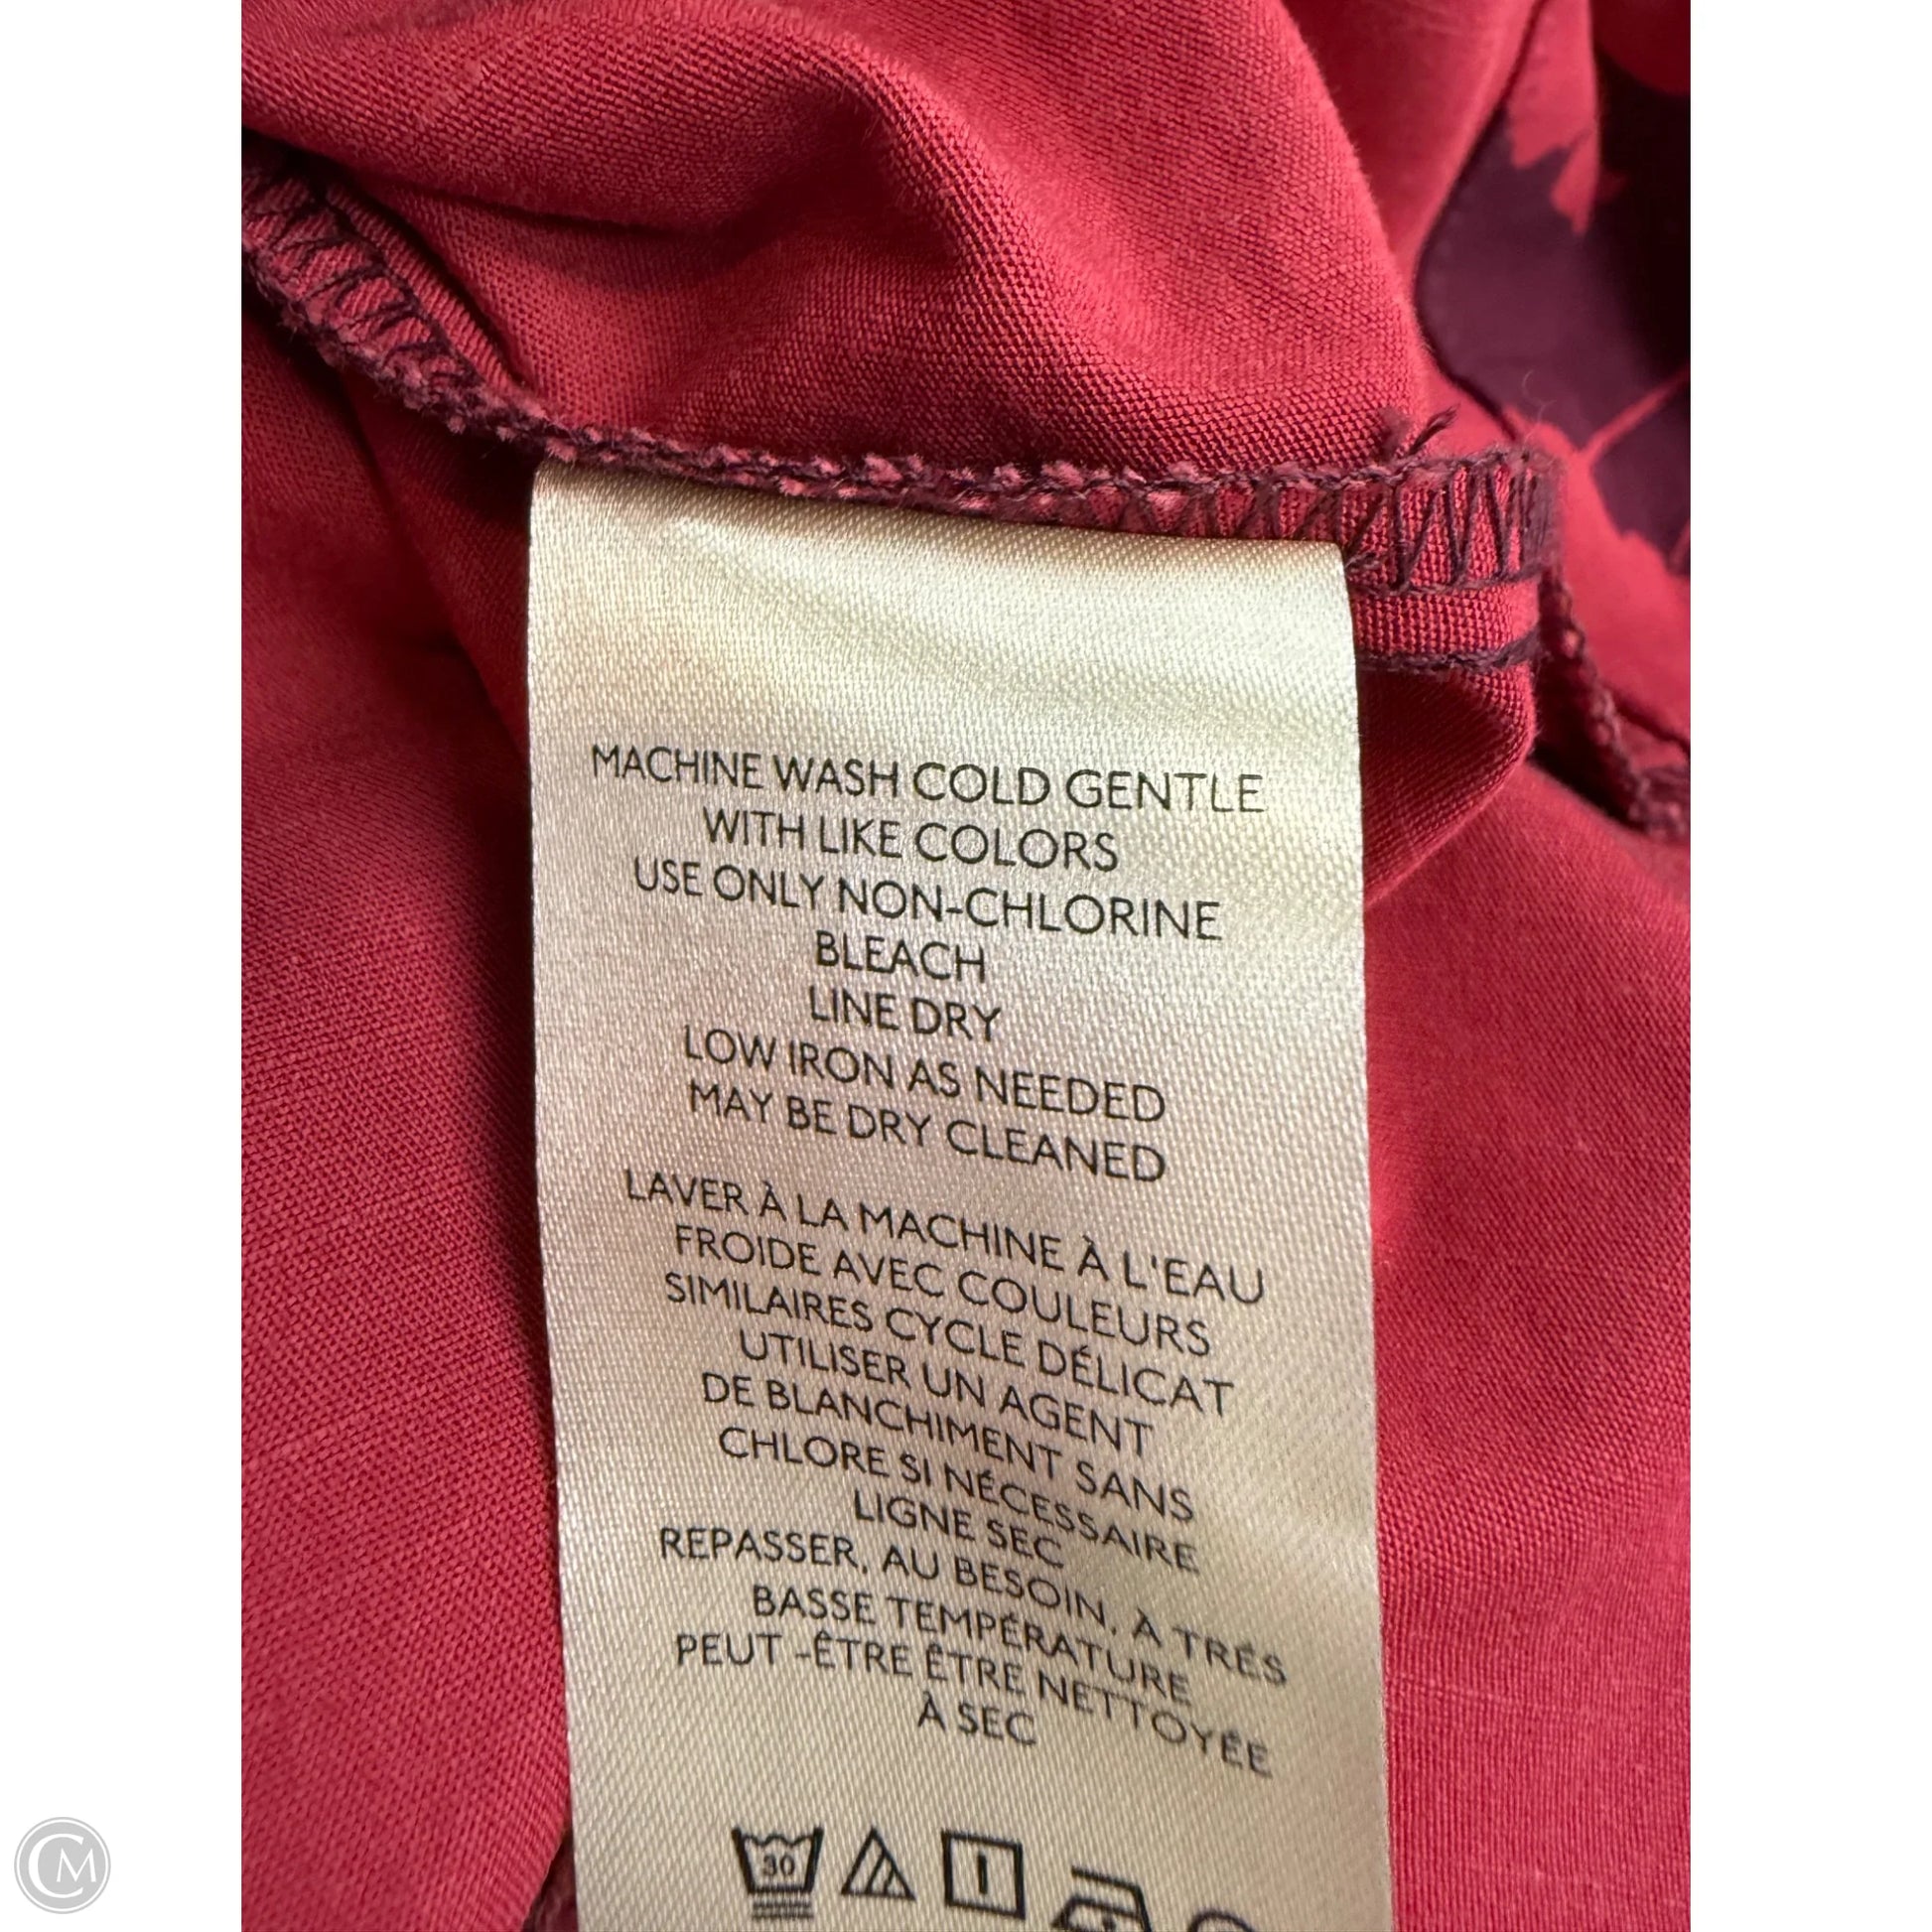 MACHINE WASH COLD GENTLE
WITH LIKE COLORS
USE ONLY NON-CHLORINE
BLEACH
LINE DRY
LOW IRON AS NEEDED
MAY BE DRY CLEANED
LAVER À LA MACHINE À L'EAU
FROIDE AVEC COULEURS
SIMILAIRES CYCLE DÉLICAT
UTILISER UN AGENT
DE BLANCHIMENT SANS
CHLORE SI NÉCESSAIRE
LIGNE SEC
REPASSER, AU BESOIN, À TRÉS
BASSE TEMPÉRATURE
PEUT -ÊTRE ÊTRE NETTOYÉE
À SEC
30
CM